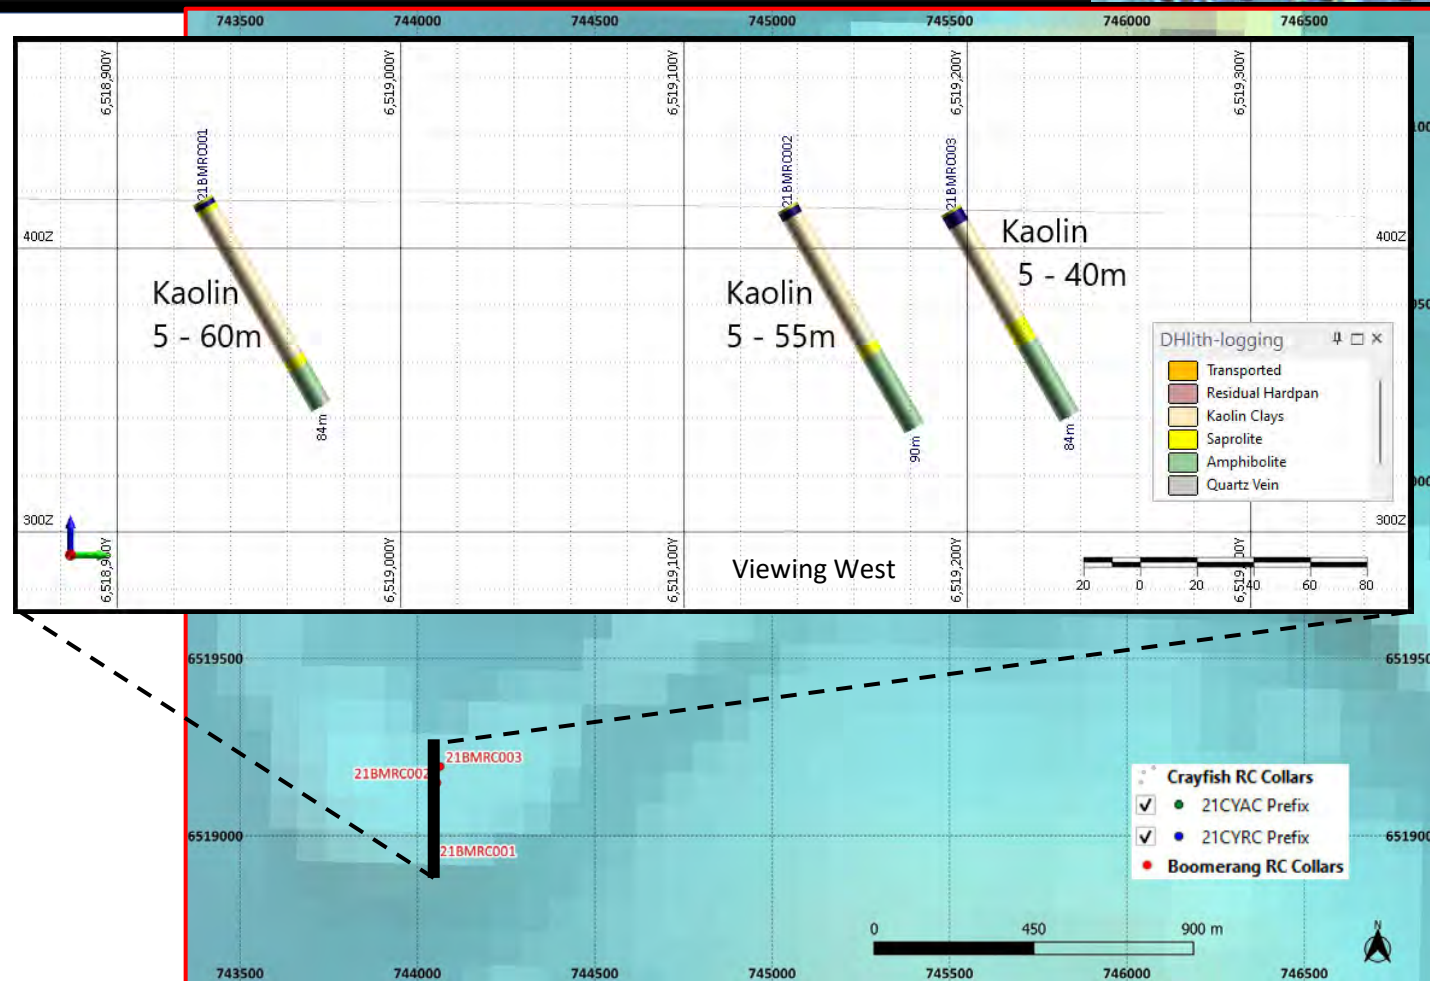 743500 744000 744500 745000 745500 746000 746500
6,518,900Y 6,519,000Y 6,519,100Y 6,519,200Y 6,519,300Y
21BMRC001 21BMRC002 21BMRC003
400Z 400Z
Kaolin
5 - 60m
Kaolin
5 - 55m
Kaolin
5 - 40m
84m
90m
84m
DHlith-logging
Transported
Residual Hardpan
Kaolin Clays
Saprolite
Amphibolite
Quartz Vein
300Z 300Z
6,518,900Y 6,519,000Y 6,519,100Y 6,519,200Y
Viewing West
20 0 20 40 60 80
6519500
21BMRC003
21BMRC002
6519000
21BMRC001
Crayfish RC Collars
21CYAC Prefix
21CYRC Prefix
Boomerang RC Collars
0 450 900 m
N
743500 744000 744500 745000 745500 746000 746500